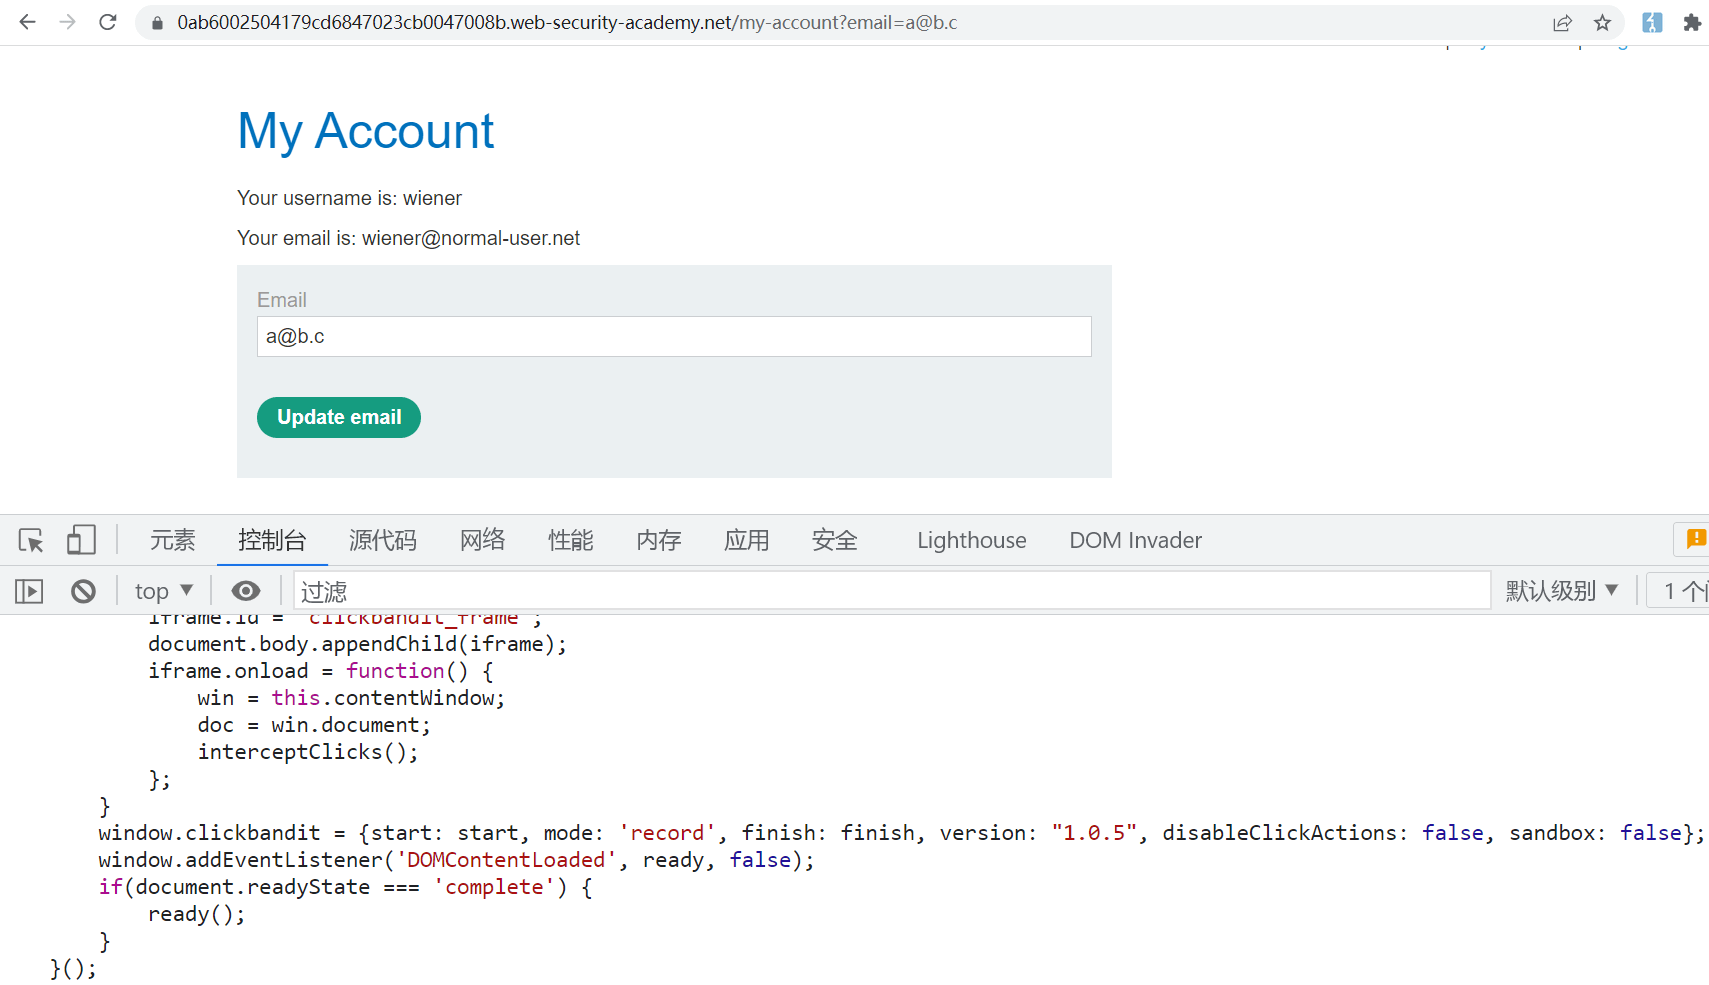 0ab6002504179cd6847023cb0047008b.web-security-academy.net/my-account?email=a@b.c
My Account
Your username is: wiener
Your email is: wiener@normal-user.net
Email
a@b.c
Update email
元素 控制台 源代码 网络 性能 内存 应用 安全 Lighthouse DOM Invader
top ▼ 过滤 默认级别 ▼ 1 个
iframe.id = "clickbandit_frame";
document.body.appendChild(iframe);
iframe.onload = function() {
win = this.contentWindow;
doc = win.document;
interceptClicks();
};
}
window.clickbandit = {start: start, mode: 'record', finish: finish, version: "1.0.5", disableClickActions: false, sandbox: false};
window.addEventListener('DOMContentLoaded', ready, false);
if(document.readyState === 'complete') {
ready();
}
}();